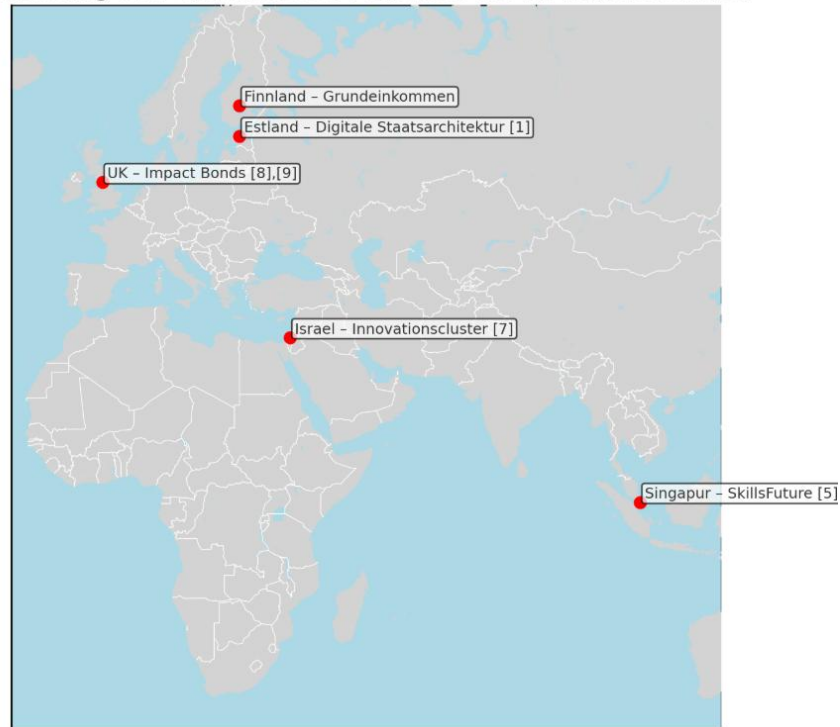 Finnland – Grundeinkommen
Estland – Digitale Staatsarchitektur [1]
UK – Impact Bonds [8],[9]
Israel – Innovationscluster [7]
Singapur – SkillsFuture [5]